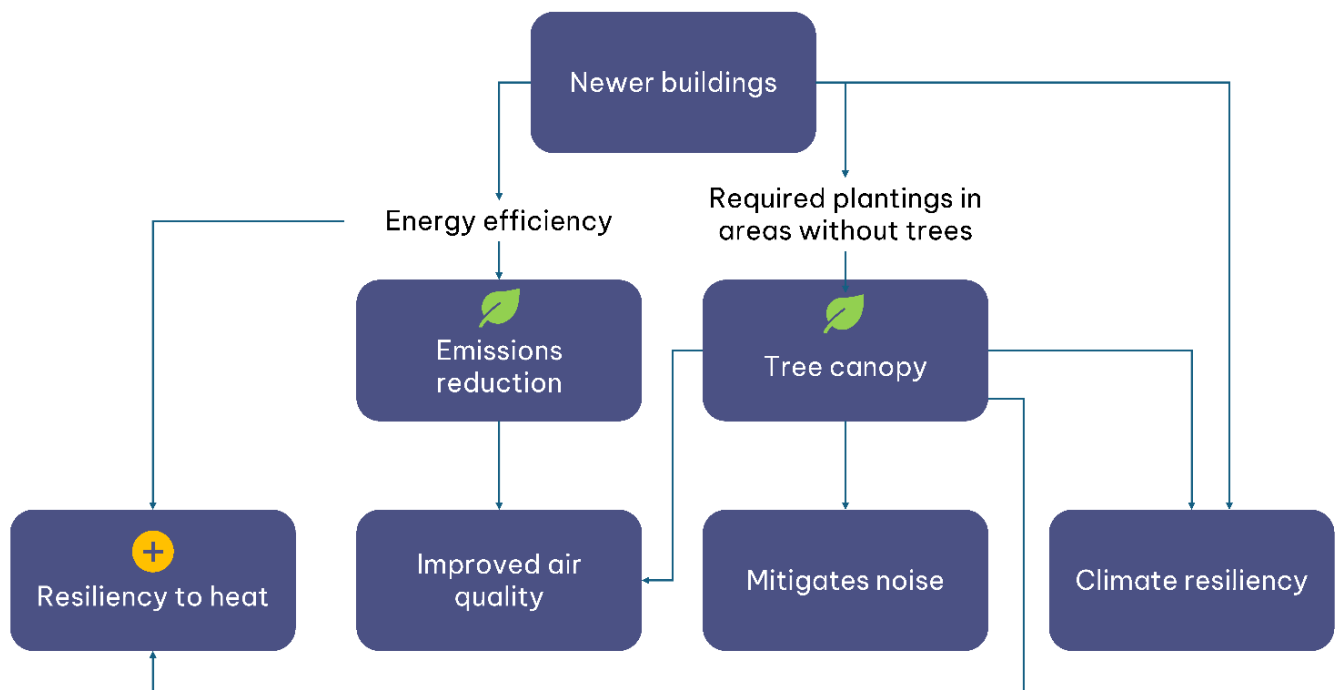 Newer buildings
Energy efficiency
Required plantings in
areas without trees
Emissions
reduction
Tree canopy
Resiliency to heat
Improved air
quality
Mitigates noise
Climate resiliency